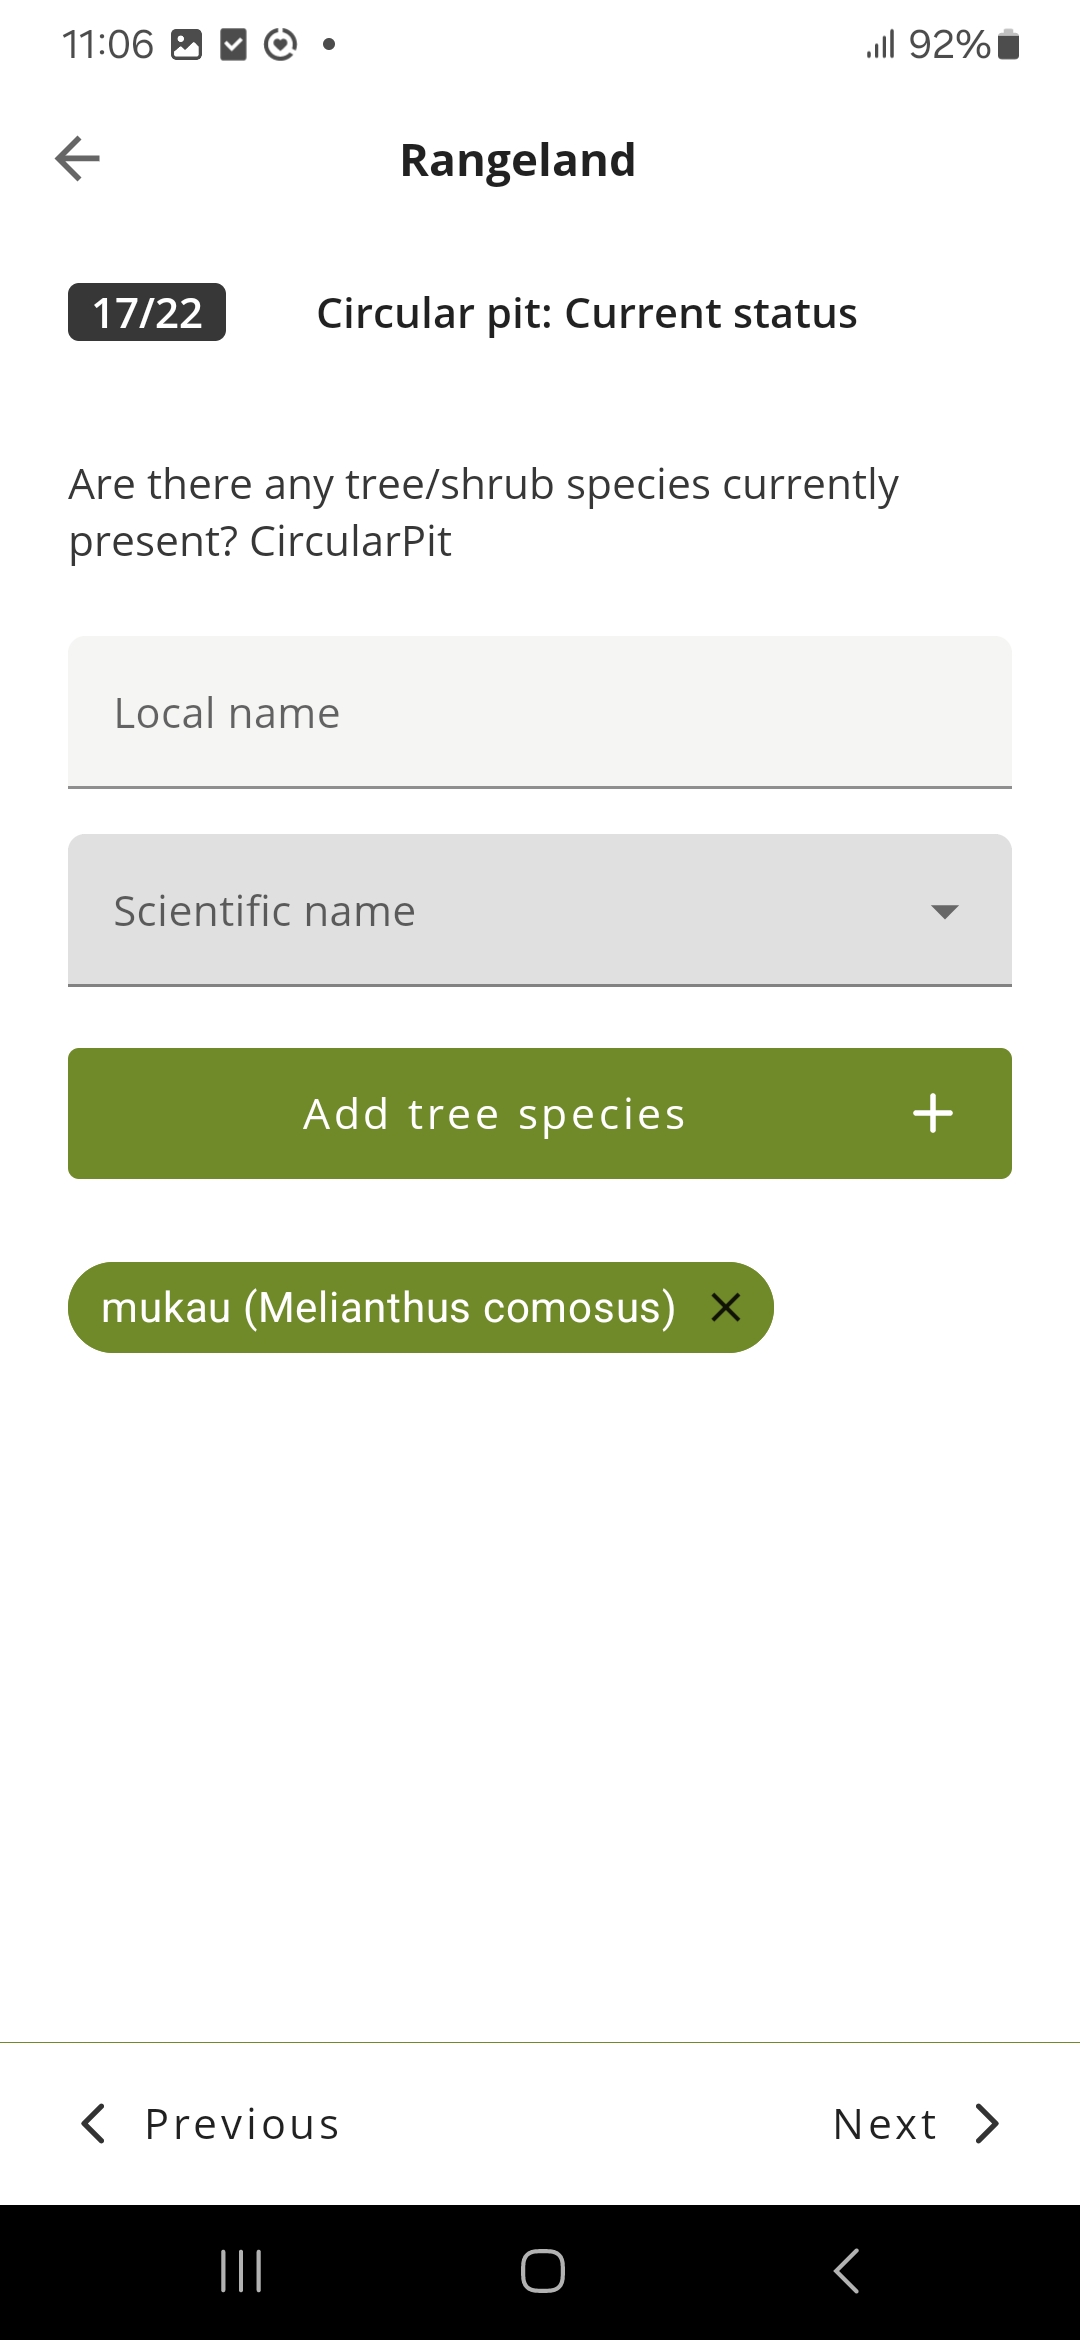 11:06
92%
Rangeland
17/22
Circular pit: Current status
Are there any tree/shrub species currently
present? CircularPit
Local name
Scientific name
Add tree species
mukau (Melianthus comosus)
Previous
Next